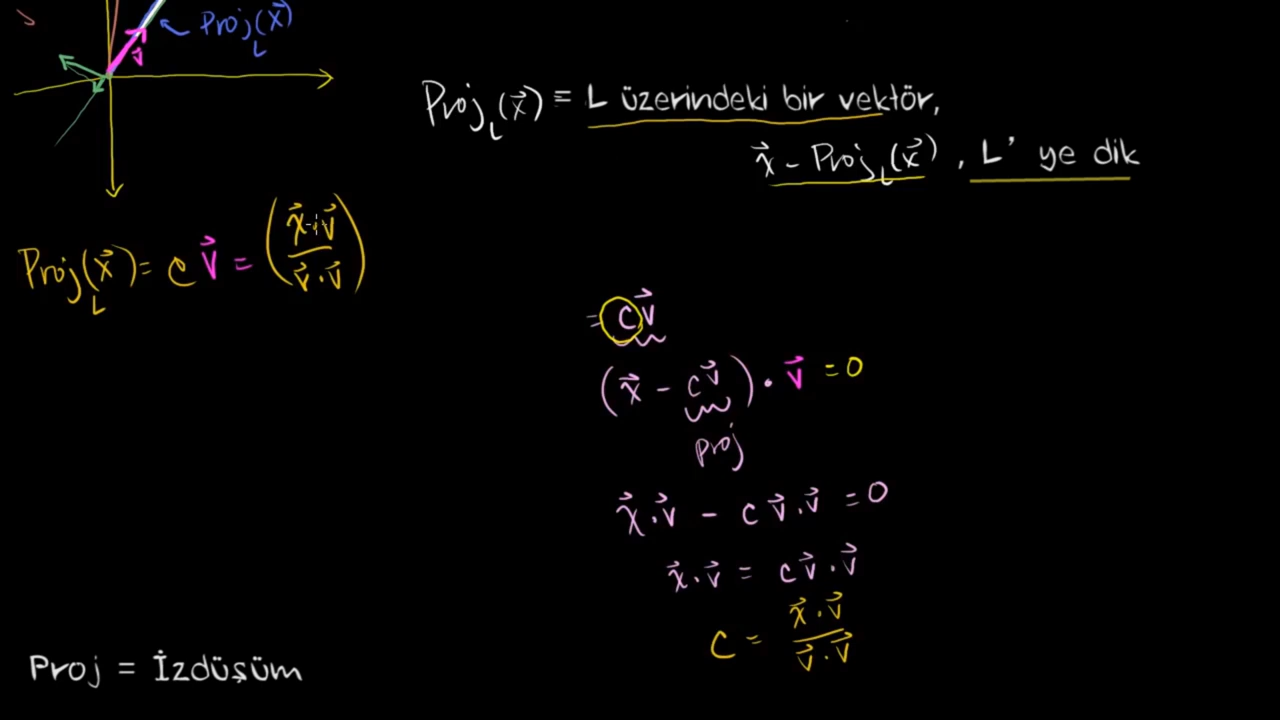 Proj_L(x⃗)
v⃗
Proj_L(x⃗) = L üzerindeki bir vektör,
x⃗ - Proj_L(x⃗), L' ye dik
Proj_L(x⃗) = c v⃗ = (x⃗·v⃗ / v⃗·v⃗)
= c v⃗
(x⃗ - c v⃗) · v⃗ = 0
proj
x⃗·v⃗ - c v⃗·v⃗ = 0
x⃗·v⃗ = c v⃗·v⃗
c = x⃗·v⃗ / v⃗·v⃗
Proj = İzdüşüm